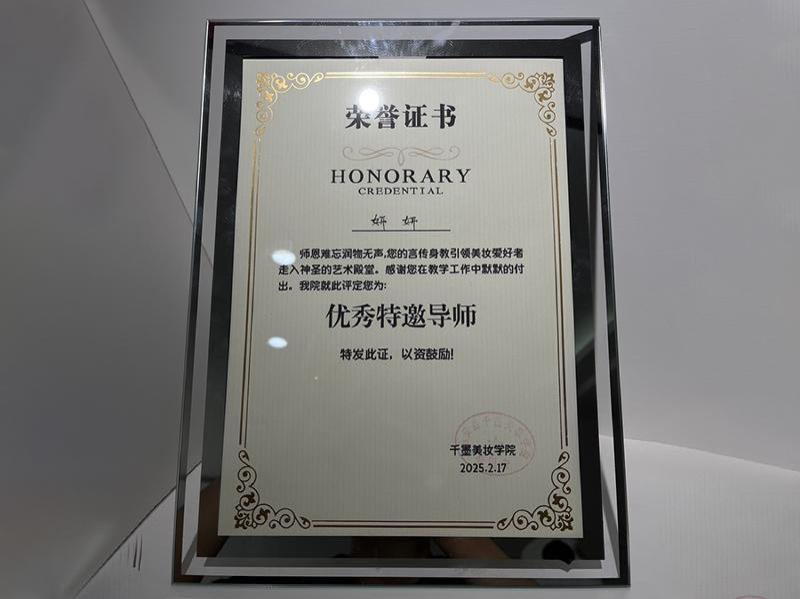 荣誉证书
HONORARY
CREDENTIAL
妍 妍
师恩难忘润物无声,您的言传身教引领美妆爱好者
走入神圣的艺术殿堂。感谢您在教学工作中默默的付
出。我院就此评定您为:
优秀特邀导师
特发此证，以资鼓励!
千墨美妆学院
2025.2.17